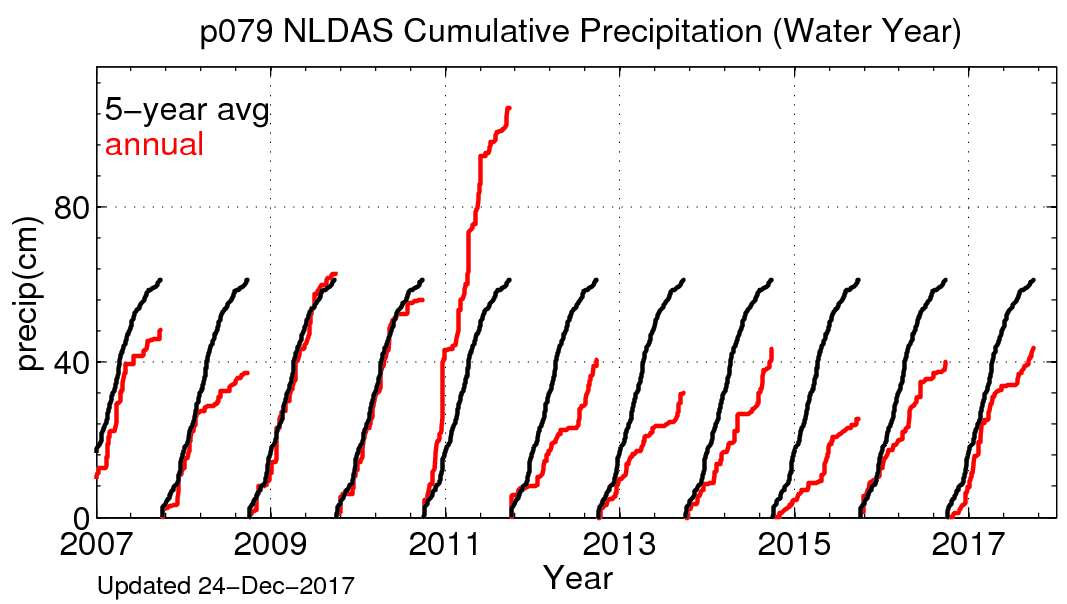 p079 NLDAS Cumulative Precipitation (Water Year)
5−year avg
annual
precip(cm)
80
40
0
2007 2009 2011 2013 2015 2017
Year
Updated 24−Dec−2017